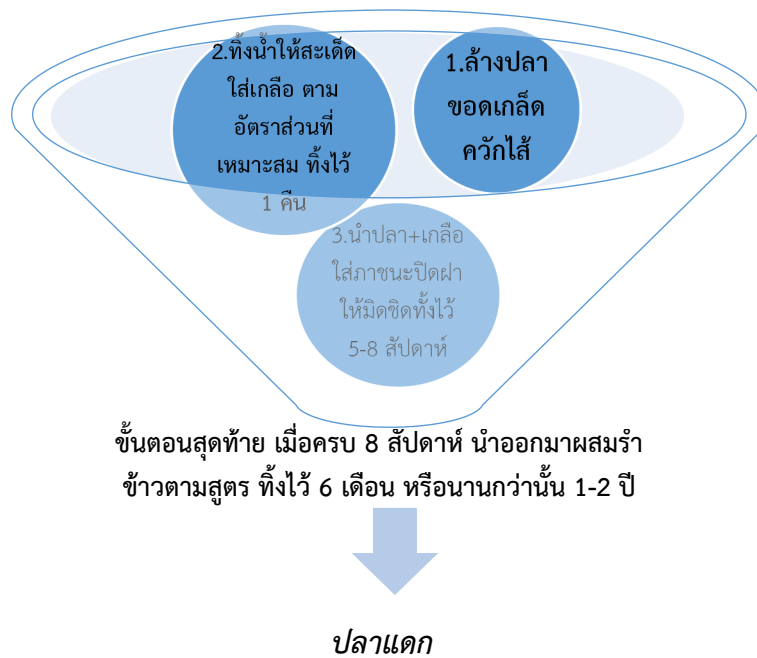 1.ล้างปลา
ขอดเกล็ด
ควักไส้
2.ทิ้งน้ำให้สะเด็ด
ใส่เกลือ ตาม
อัตราส่วนที่
เหมาะสม ทิ้งไว้
1 คืน
3.นำปลา+เกลือ
ใส่ภาชนะปิดฝา
ให้มิดชิดทั้งไว้
5-8 สัปดาห์
ขั้นตอนสุดท้าย เมื่อครบ 8 สัปดาห์ นำออกมาผสมรำ
ข้าวตามสูตร ทิ้งไว้ 6 เดือน หรือนานกว่านั้น 1-2 ปี
ปลาแดก